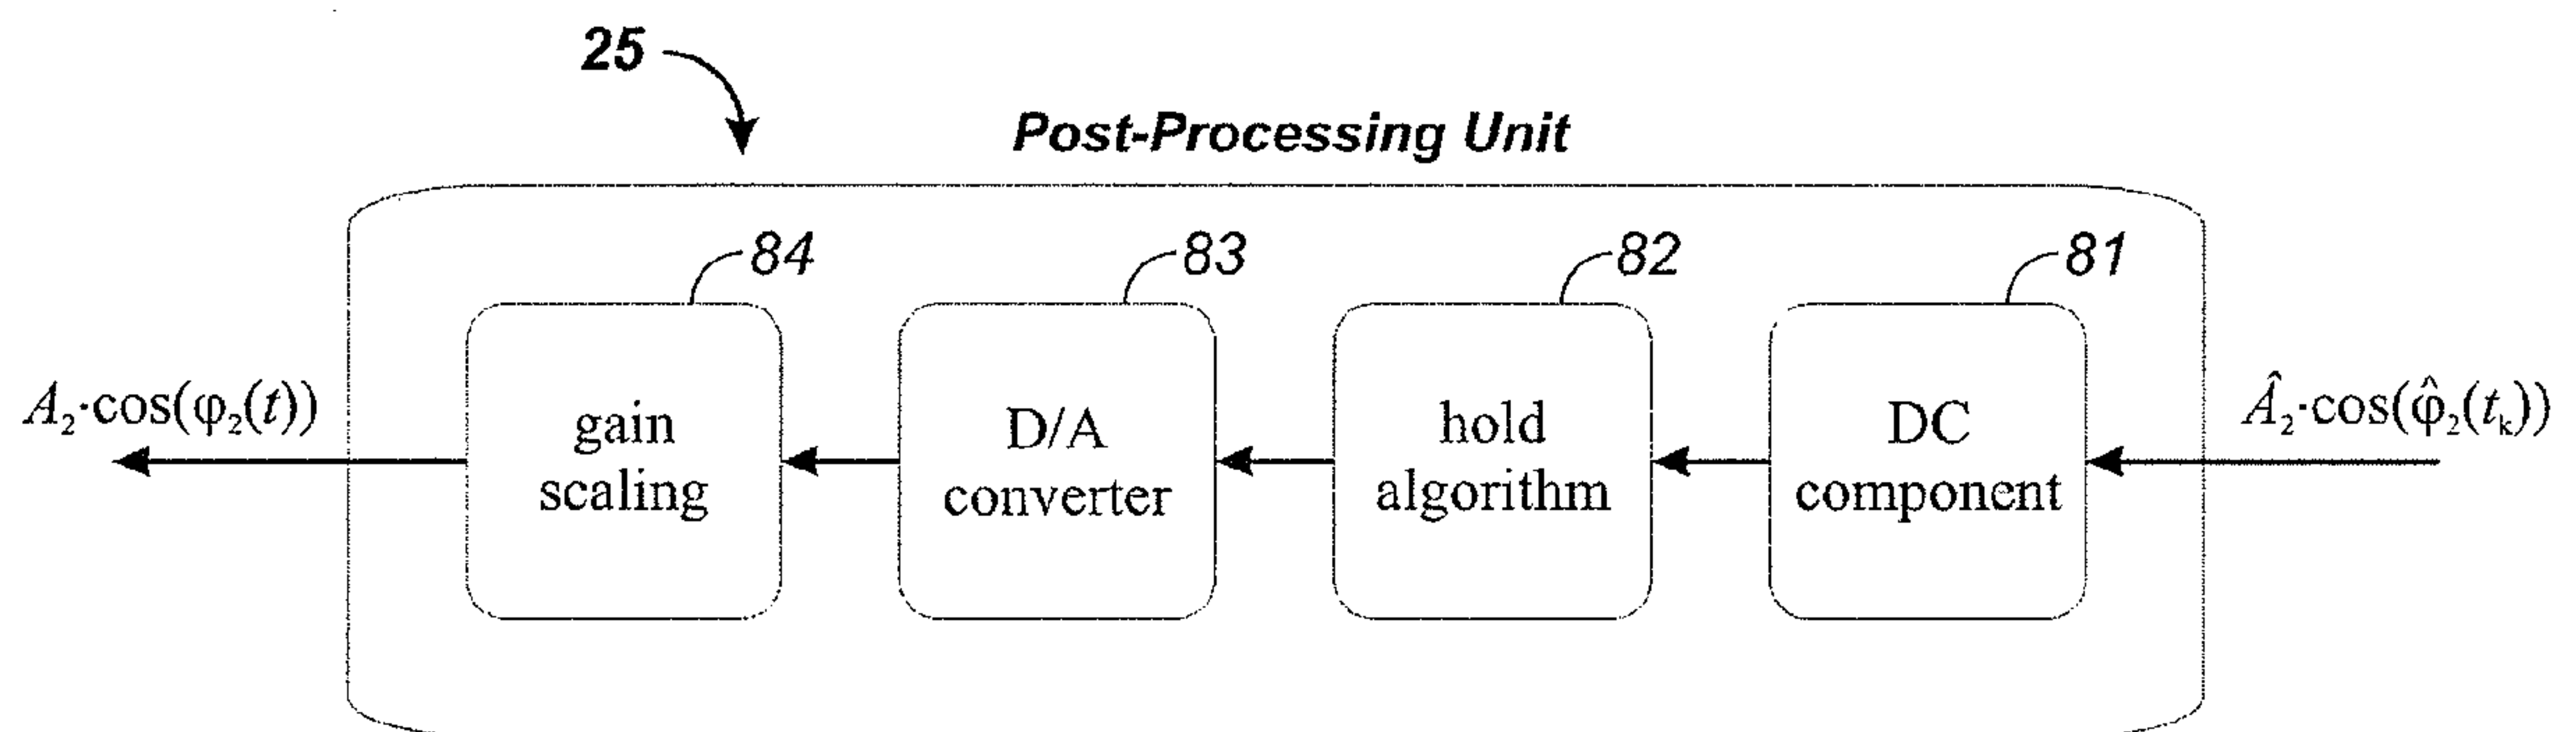 25
Post-Processing Unit
84
83
82
81
A₂·cos(φ₂(t))
gain
scaling
D/A
converter
hold
algorithm
DC
component
Â₂·cos(φ̂₂(tₖ))